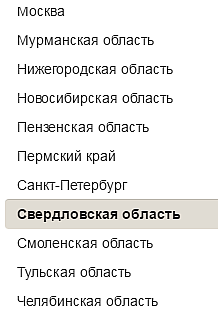 Москва
Мурманская область
Нижегородская область
Новосибирская область
Пензенская область
Пермский край
Санкт-Петербург
Свердловская область
Смоленская область
Тульская область
Челябинская область